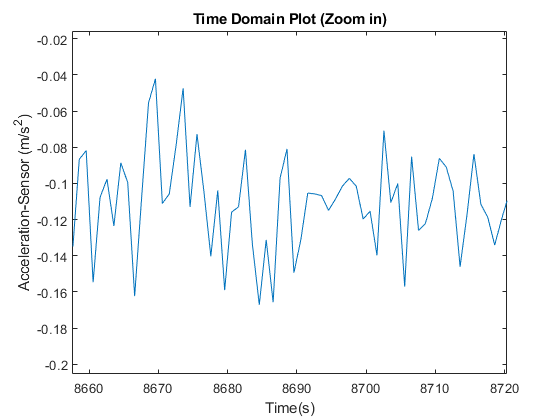 Time Domain Plot (Zoom in)
Acceleration-Sensor (m/s²)
-0.02
-0.04
-0.06
-0.08
-0.1
-0.12
-0.14
-0.16
-0.18
-0.2
8660 8670 8680 8690 8700 8710 8720
Time(s)